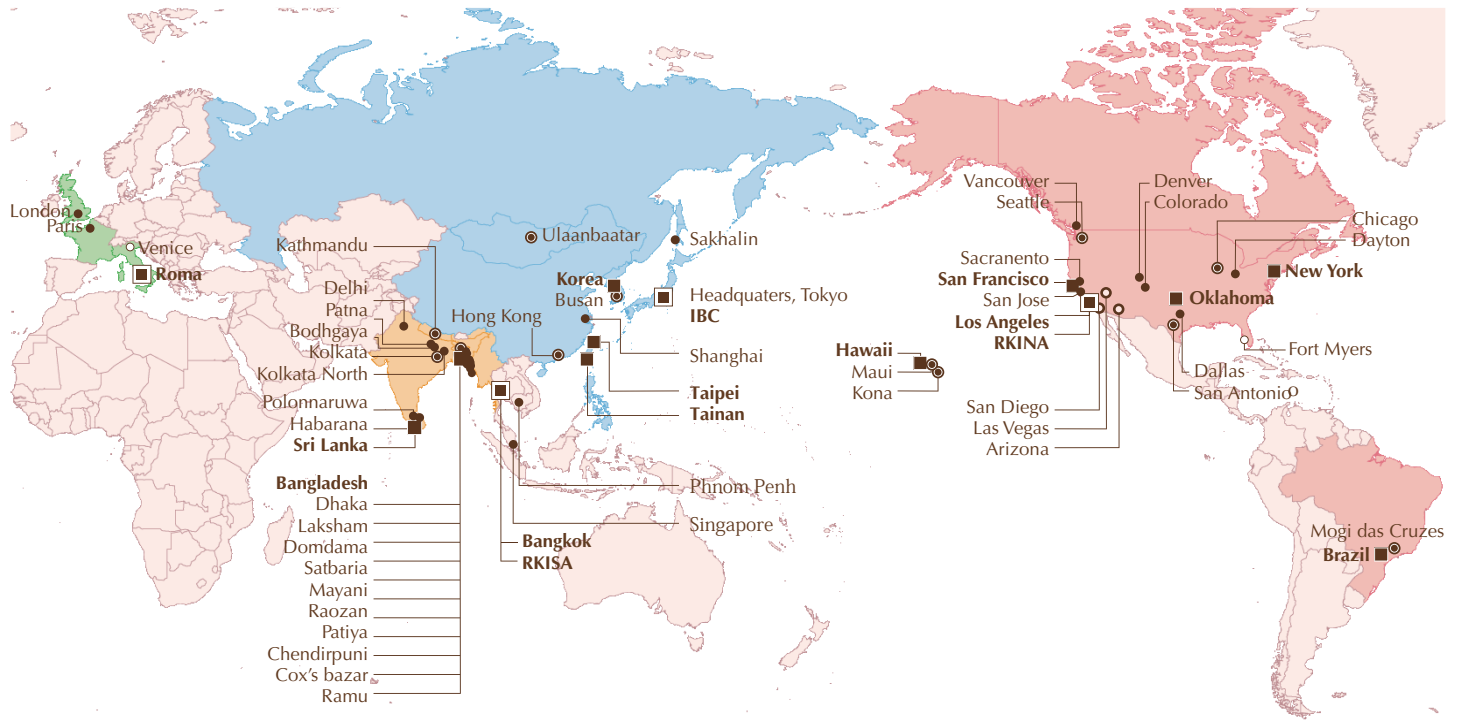 London
Paris
Venice
Roma
Kathmandu
Delhi
Patna
Bodhgaya
Kolkata
Kolkata North
Polonnaruwa
Habarana
Sri Lanka
Bangladesh
Dhaka
Laksham
Domdama
Satbaria
Mayani
Raozan
Patiya
Chendirpuni
Cox's bazar
Ramu
Ulaanbaatar
Sakhalin
Korea
Busan
Hong Kong
Headquaters, Tokyo
IBC
Shanghai
Taipei
Tainan
Phnom Penh
Singapore
Bangkok
RKISA
Hawaii
Maui
Kona
Vancouver
Seattle
Sacranento
San Francisco
San Jose
Los Angeles
RKINA
San Diego
Las Vegas
Arizona
Denver
Colorado
Chicago
Dayton
New York
Oklahoma
Fort Myers
Dallas
San Antonio
Mogi das Cruzes
Brazil